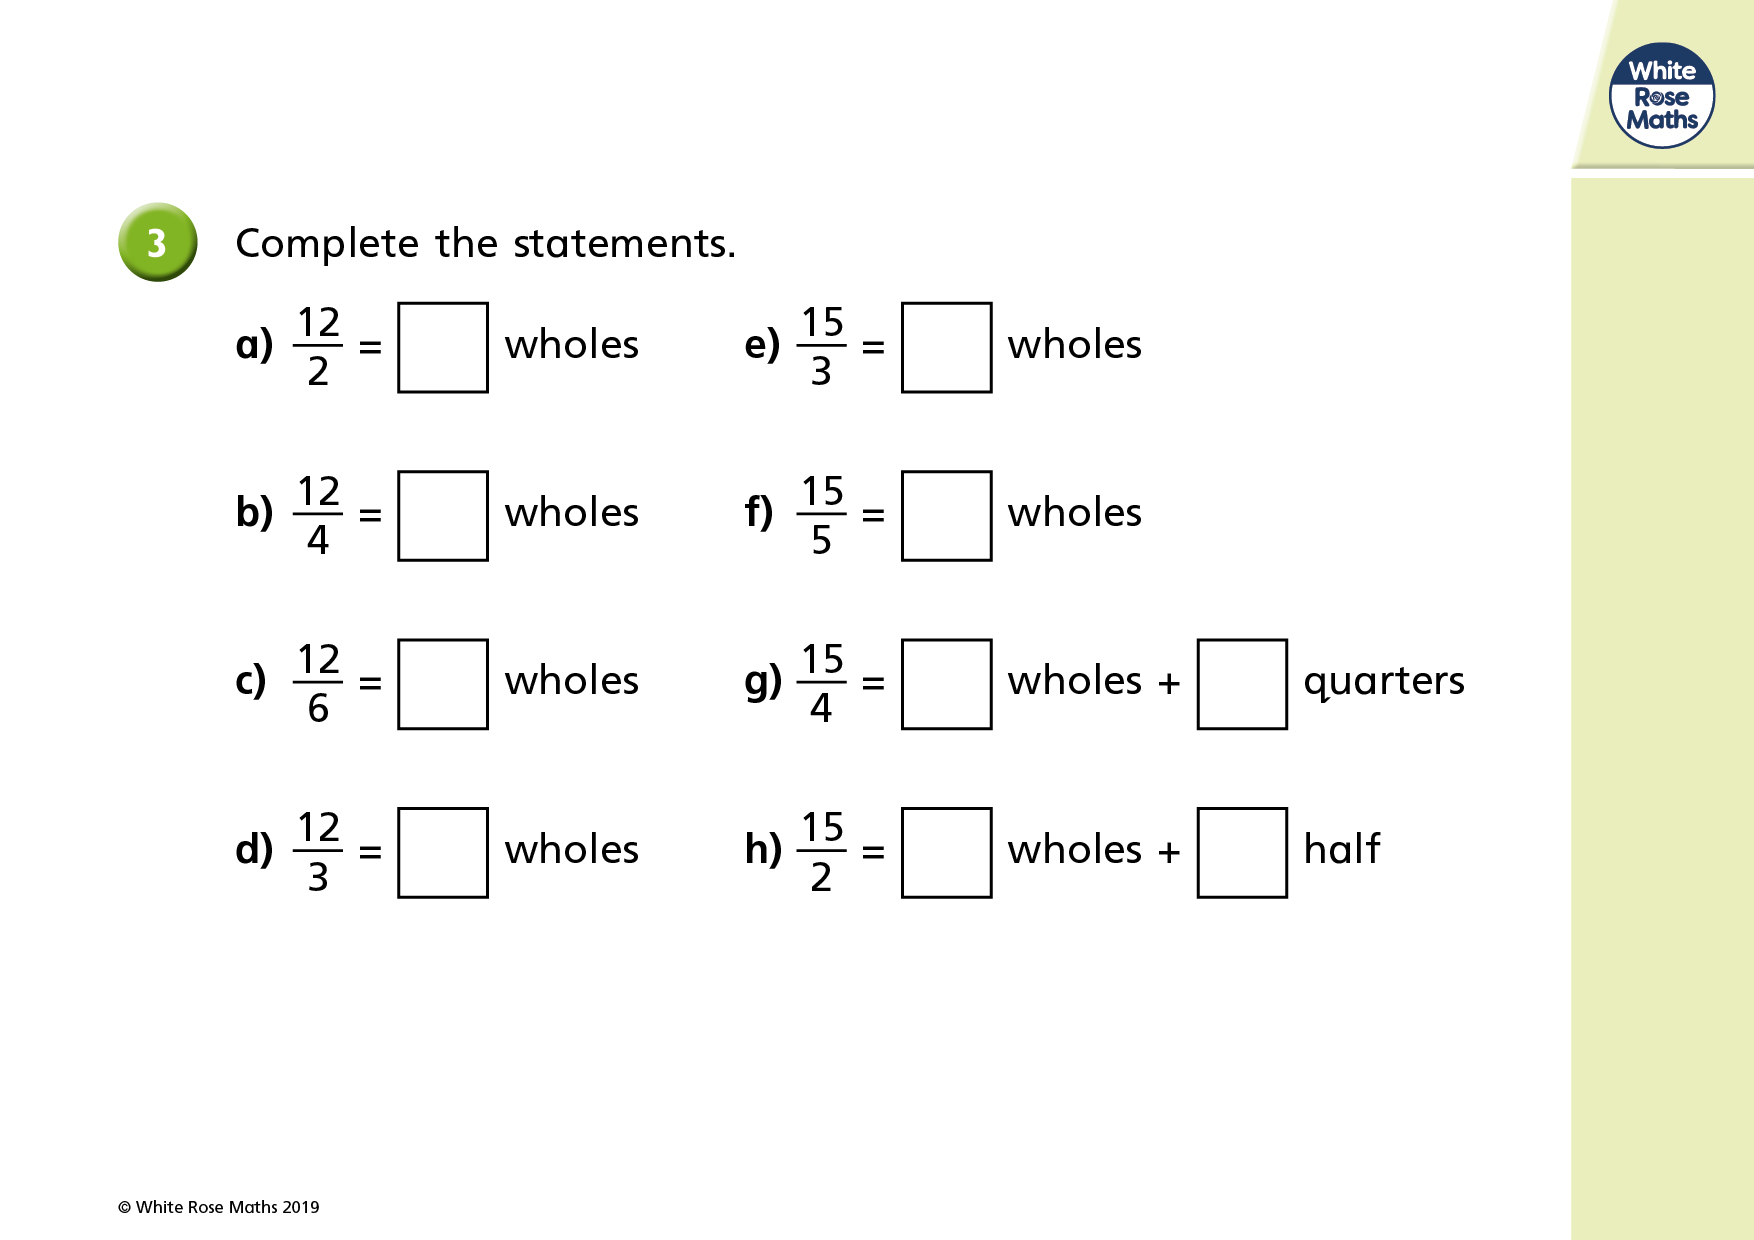 White
Rose
Maths
3 Complete the statements.
a) 12/2 = wholes
e) 15/3 = wholes
b) 12/4 = wholes
f) 15/5 = wholes
c) 12/6 = wholes
g) 15/4 = wholes + quarters
d) 12/3 = wholes
h) 15/2 = wholes + half
© White Rose Maths 2019